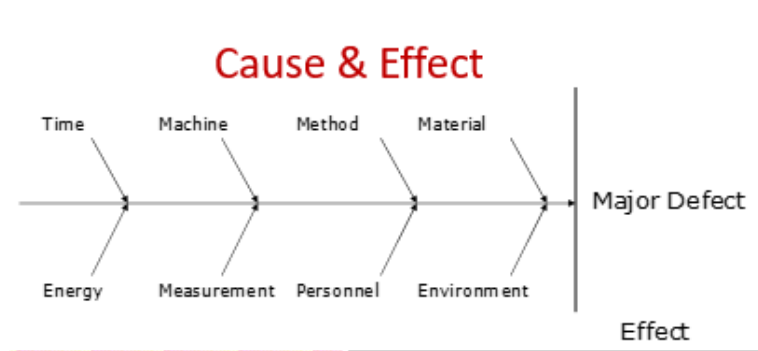 Cause & Effect
Time Machine Method Material
Major Defect
Energy Measurement Personnel Environment
Effect